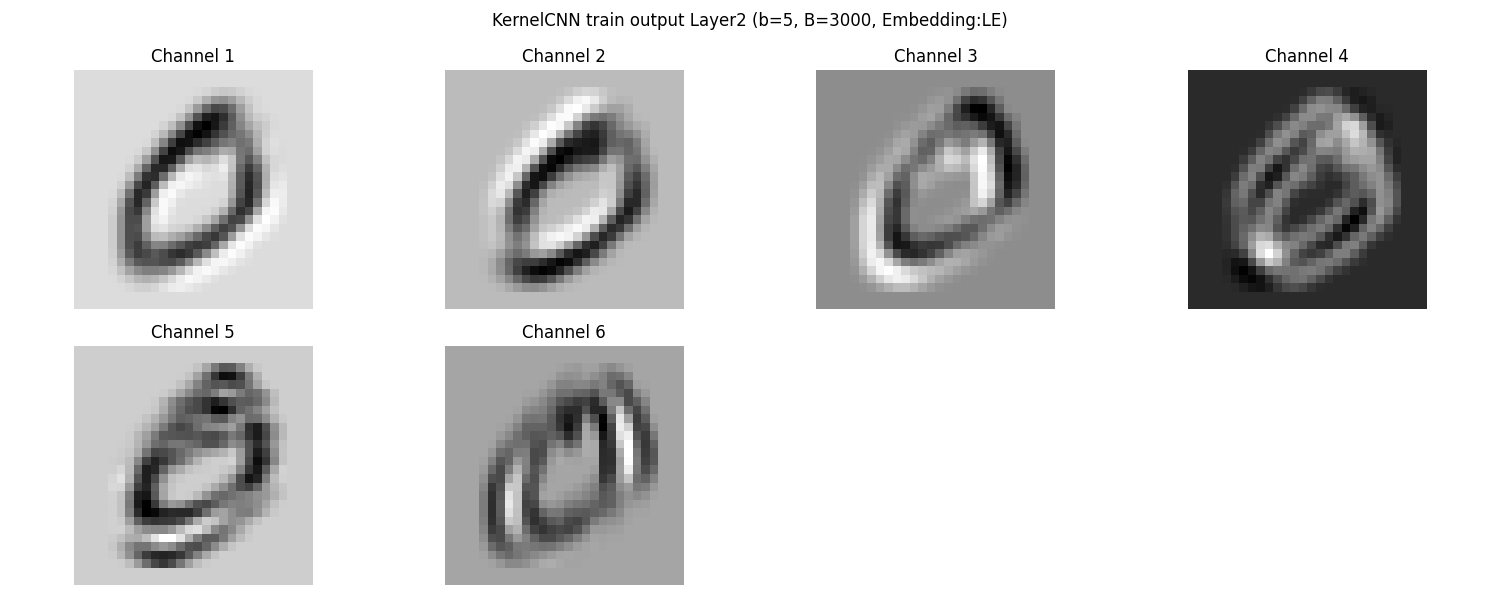 KernelCNN train output Layer2 (b=5, B=3000, Embedding:LE)
Channel 1
Channel 2
Channel 3
Channel 4
Channel 5
Channel 6